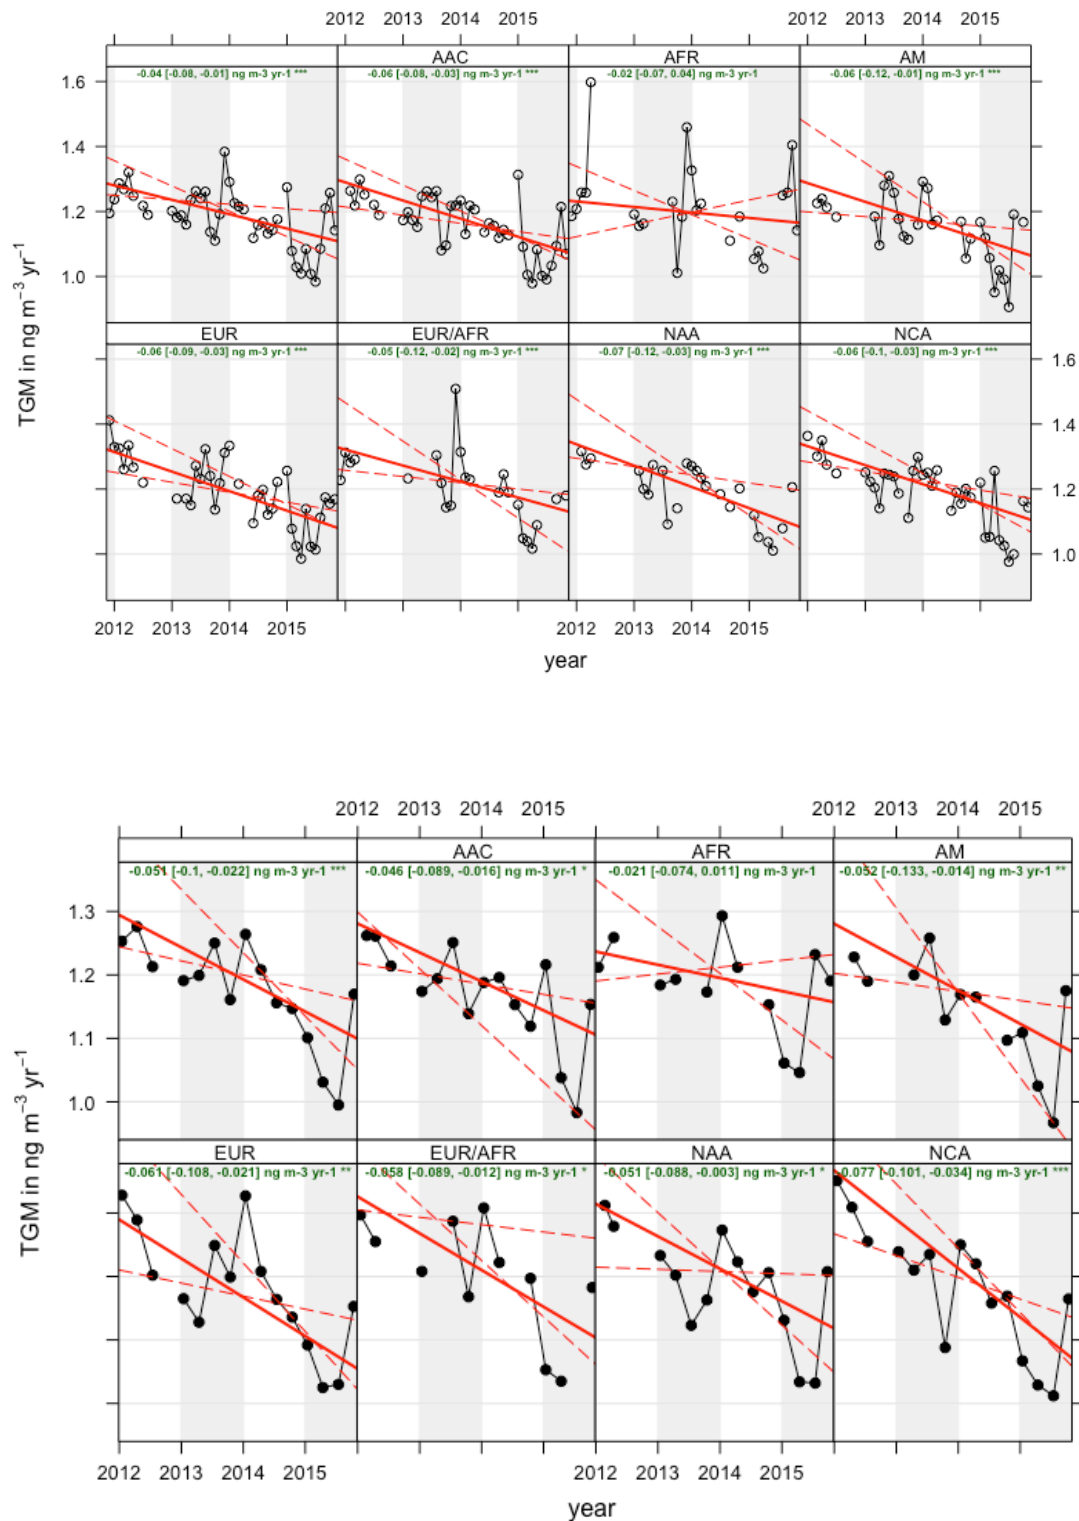 2012 2013 2014 2015 2012 2013 2014 2015
AAC AFR AM
-0.04 [-0.08, -0.01] ng m-3 yr-1 *** -0.06 [-0.08, -0.03] ng m-3 yr-1 *** -0.02 [-0.07, 0.04] ng m-3 yr-1 -0.06 [-0.12, -0.01] ng m-3 yr-1 ***
1.6
1.4
1.2
1.0
TGM in ng m−3 yr−1
EUR EUR/AFR NAA NCA
-0.06 [-0.09, -0.03] ng m-3 yr-1 *** -0.05 [-0.12, -0.02] ng m-3 yr-1 *** -0.07 [-0.12, -0.03] ng m-3 yr-1 *** -0.06 [-0.1, -0.03] ng m-3 yr-1 ***
1.6
1.4
1.2
1.0
2012 2013 2014 2015 2012 2013 2014 2015
year
2012 2013 2014 2015 2012 2013 2014 2015
AAC AFR AM
-0.051 [-0.1, -0.022] ng m-3 yr-1 *** -0.046 [-0.089, -0.016] ng m-3 yr-1 * -0.021 [-0.074, 0.011] ng m-3 yr-1 -0.052 [-0.133, -0.014] ng m-3 yr-1 **
1.3
1.2
1.1
1.0
TGM in ng m−3 yr−1
EUR EUR/AFR NAA NCA
-0.061 [-0.108, -0.021] ng m-3 yr-1 ** -0.058 [-0.089, -0.012] ng m-3 yr-1 * -0.051 [-0.088, -0.003] ng m-3 yr-1 * -0.077 [-0.101, -0.034] ng m-3 yr-1 ***
2012 2013 2014 2015 2012 2013 2014 2015
year